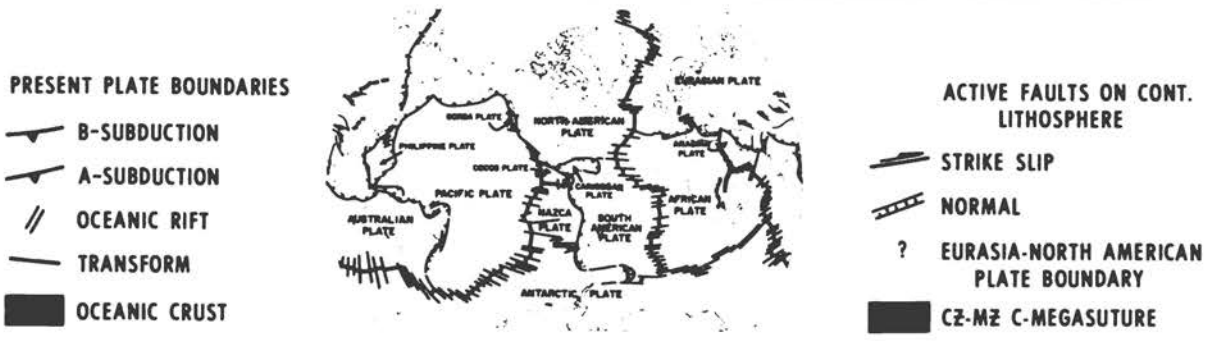 PRESENT PLATE BOUNDARIES
B-SUBDUCTION
A-SUBDUCTION
OCEANIC RIFT
TRANSFORM
OCEANIC CRUST
EURASIAN PLATE
GORDA PLATE
NORTH AMERICAN
PLATE
PHILIPPINE PLATE
ARABIAN
PLATE
COCOS PLATE
CARIBBEAN
PLATE
PACIFIC PLATE
AFRICAN
PLATE
NAZCA
PLATE
SOUTH
AMERICAN
PLATE
AUSTRALIAN
PLATE
ANTARCTIC PLATE
ACTIVE FAULTS ON CONT.
LITHOSPHERE
STRIKE SLIP
NORMAL
? EURASIA-NORTH AMERICAN
PLATE BOUNDARY
CZ-MZ C-MEGASUTURE